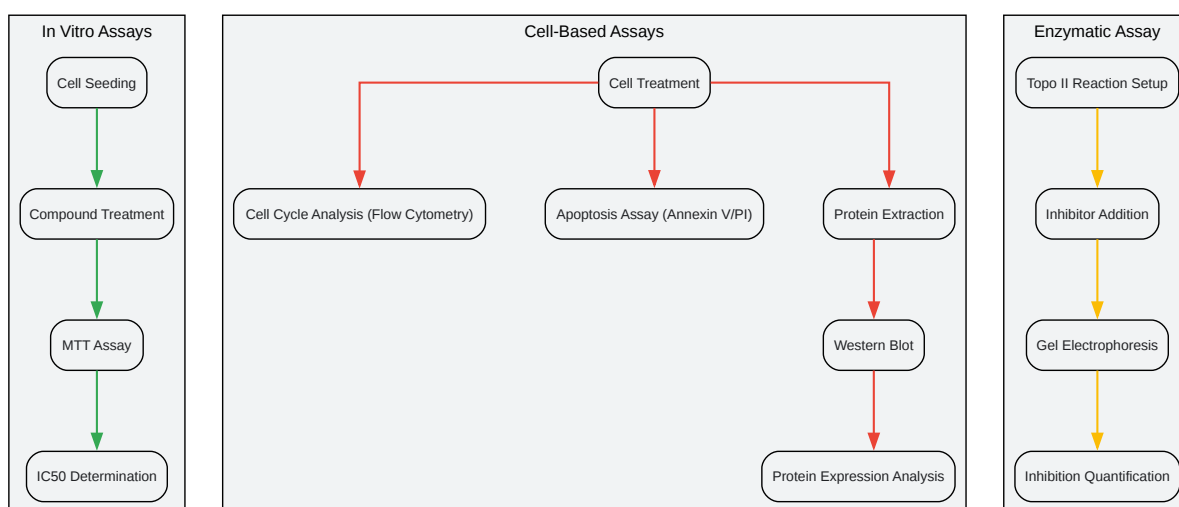 In Vitro Assays
Cell Seeding
Compound Treatment
MTT Assay
IC50 Determination
Cell-Based Assays
Cell Treatment
Cell Cycle Analysis (Flow Cytometry)
Apoptosis Assay (Annexin V/PI)
Protein Extraction
Western Blot
Protein Expression Analysis
Enzymatic Assay
Topo II Reaction Setup
Inhibitor Addition
Gel Electrophoresis
Inhibition Quantification